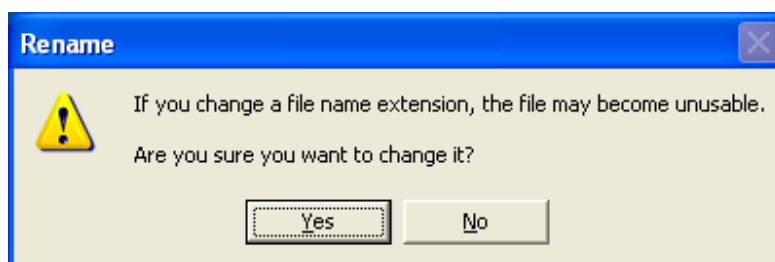 Rename
If you change a file name extension, the file may become unusable.
Are you sure you want to change it?
Yes No